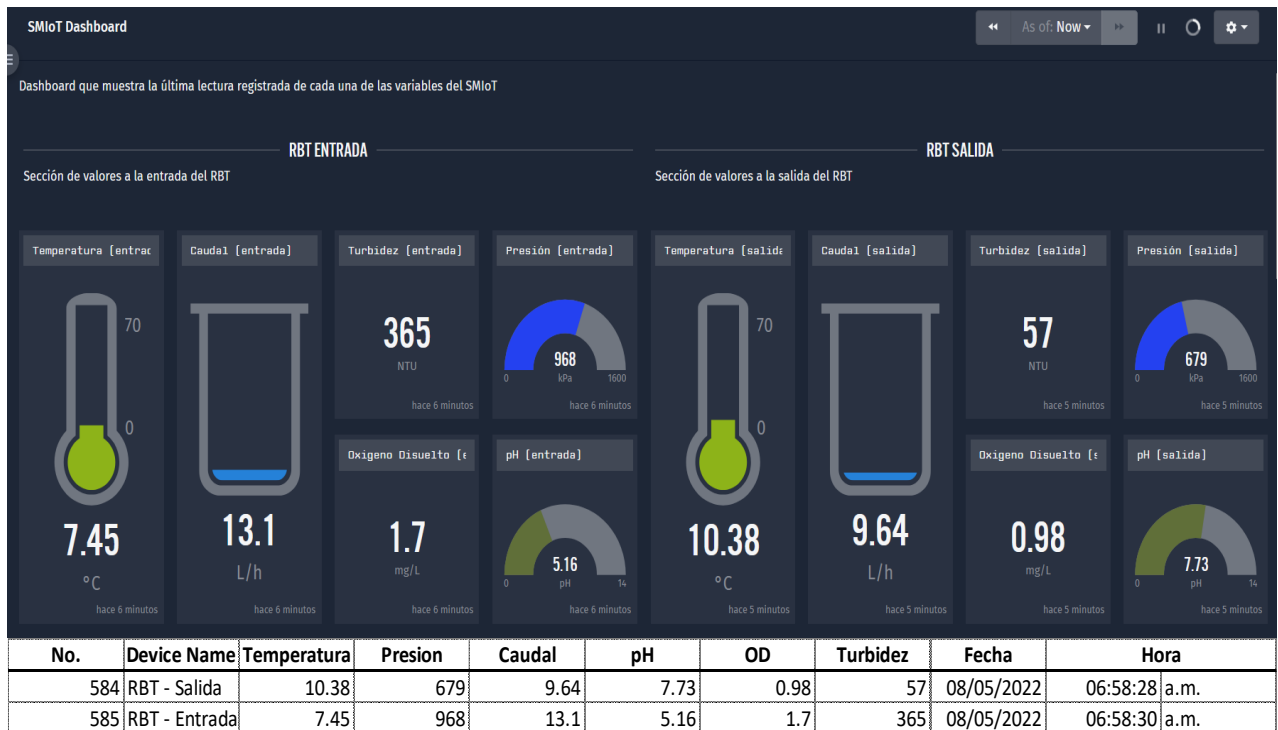 SMIoT Dashboard
As of: Now
Dashboard que muestra la última lectura registrada de cada una de las variables del SMIoT
RBT ENTRADA
Sección de valores a la entrada del RBT
Temperatura [entrac
70
0
7.45
°C
hace 6 minutos
Caudal [entrada]
13.1
L/h
hace 6 minutos
Turbidez [entrada]
365
NTU
hace 6 minutos
Presión [entrada]
968
kPa
0
1600
hace 6 minutos
Oxigeno Disuelto [e
1.7
mg/L
hace 6 minutos
pH [entrada]
5.16
pH
0
14
hace 6 minutos
RBT SALIDA
Sección de valores a la salida del RBT
Temperatura [salida
70
0
10.38
°C
hace 5 minutos
Caudal [salida]
9.64
L/h
hace 5 minutos
Turbidez [salida]
57
NTU
hace 5 minutos
Presión [salida]
679
kPa
0
1600
hace 5 minutos
Oxigeno Disuelto [s
0.98
mg/L
hace 5 minutos
pH [salida]
7.73
pH
0
14
hace 5 minutos
No. Device Name Temperatura Presion Caudal pH OD Turbidez Fecha Hora
584 RBT - Salida 10.38 679 9.64 7.73 0.98 57 08/05/2022 06:58:28 a.m.
585 RBT - Entrada 7.45 968 13.1 5.16 1.7 365 08/05/2022 06:58:30 a.m.